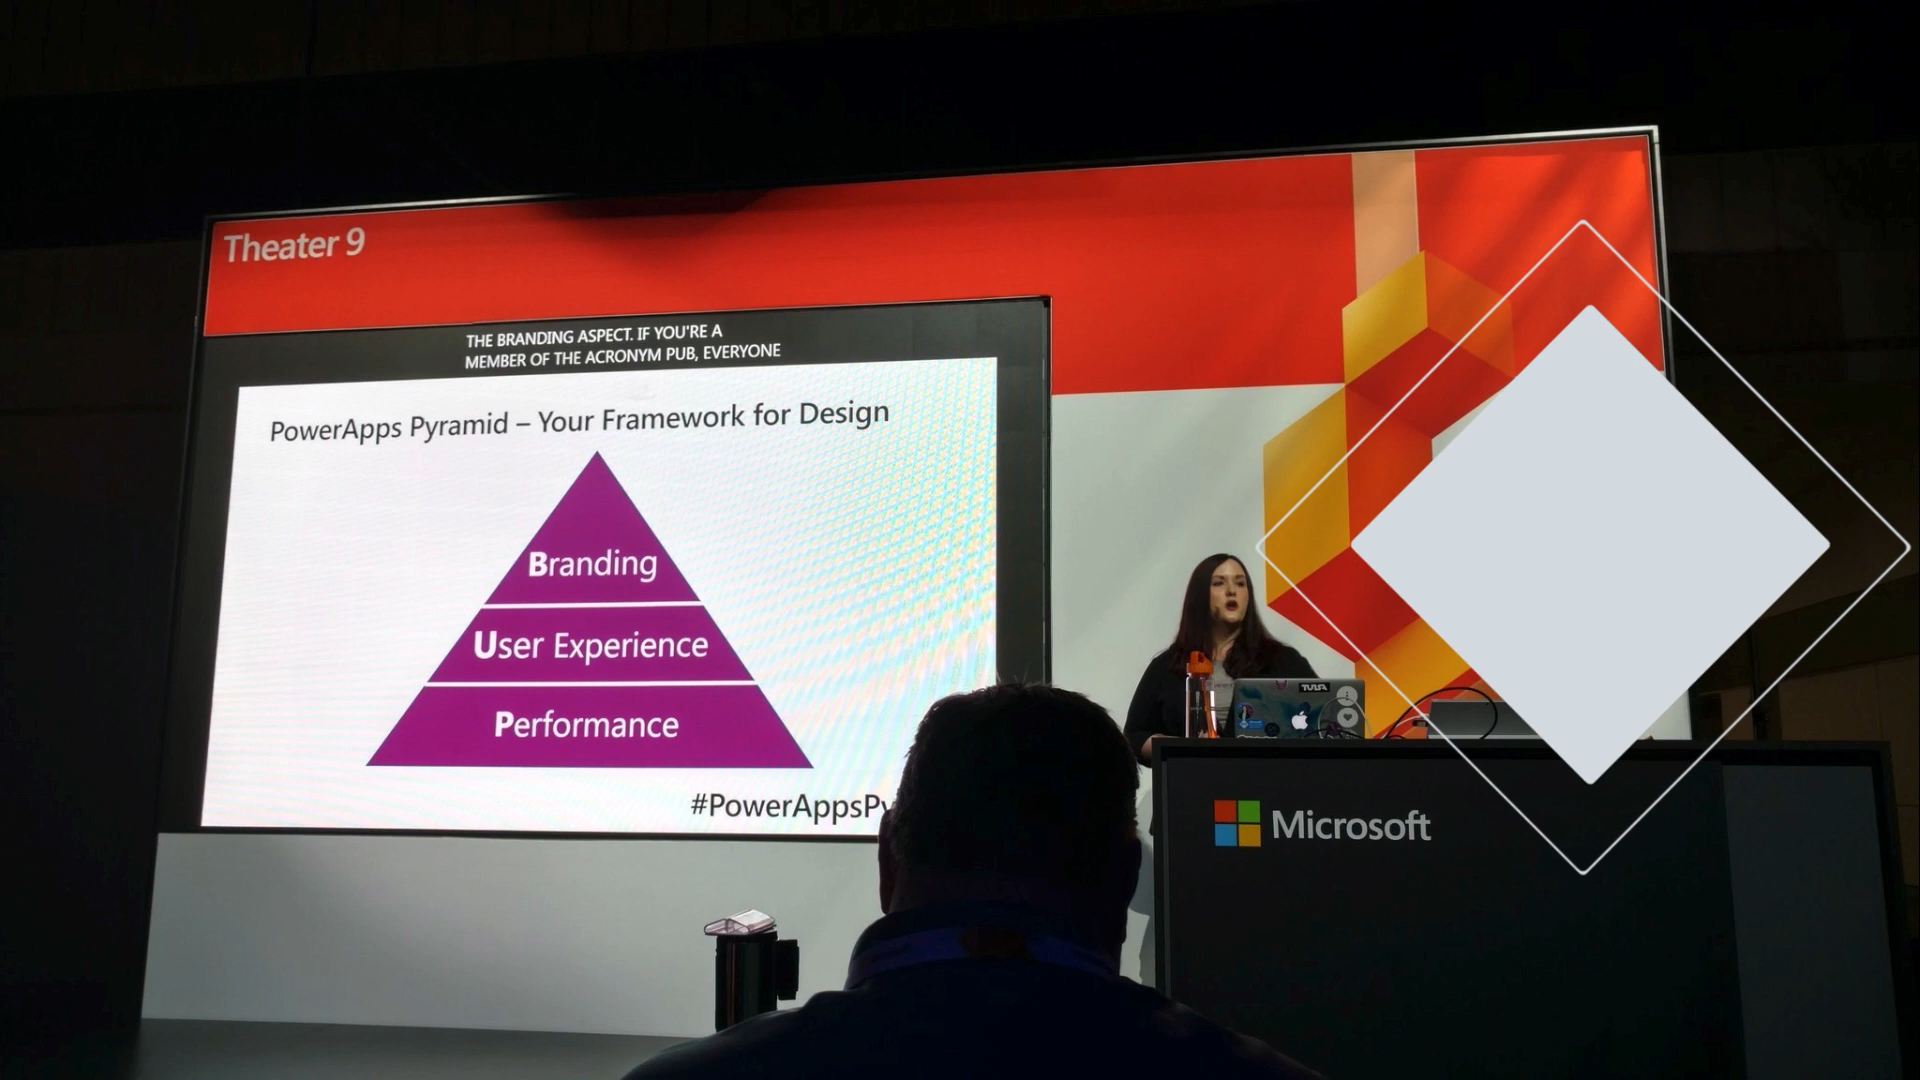 Theater 9
THE BRANDING ASPECT. IF YOU'RE A
MEMBER OF THE ACRONYM PUB, EVERYONE
PowerApps Pyramid – Your Framework for Design
Branding
User Experience
Performance
#PowerAppsPy
TULSA
Microsoft